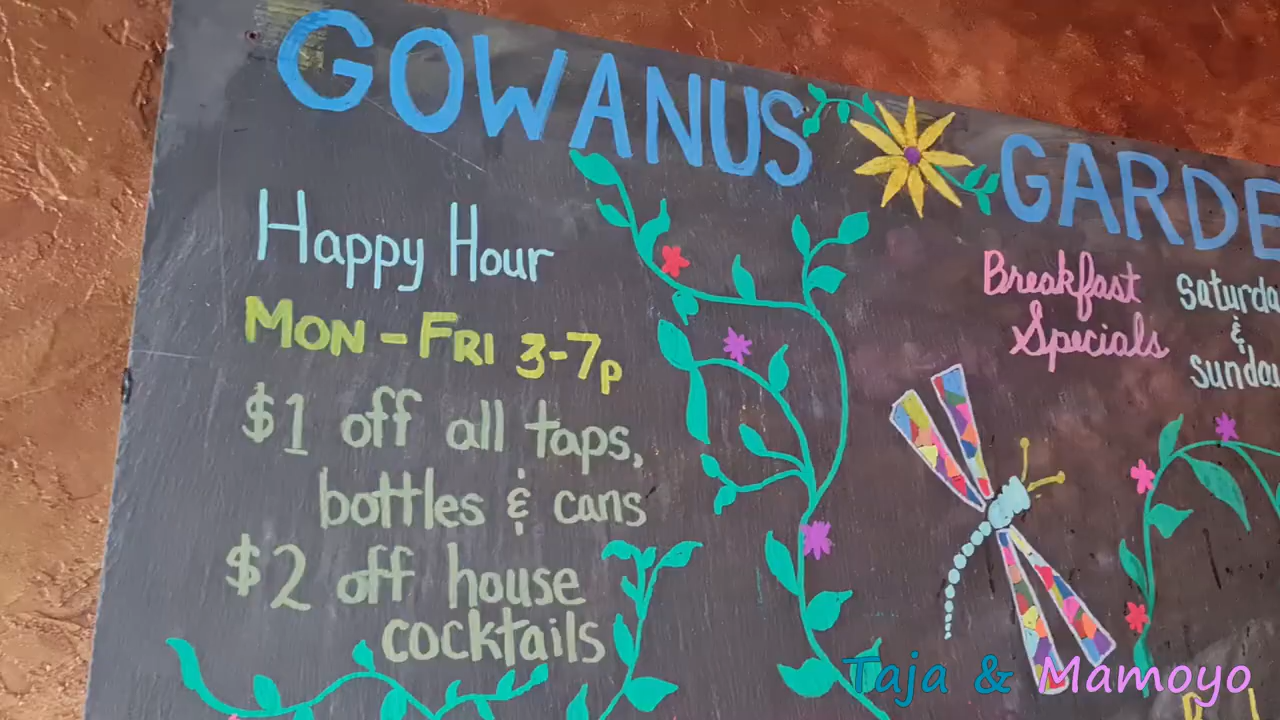 GOWANUS GARDE
Happy Hour
MON - FRI 3-7p
$1 off all taps,
bottles & cans
$2 off house
cocktails
Breakfast
Specials
Saturda
&
Sunday
Taja & Mamoyo